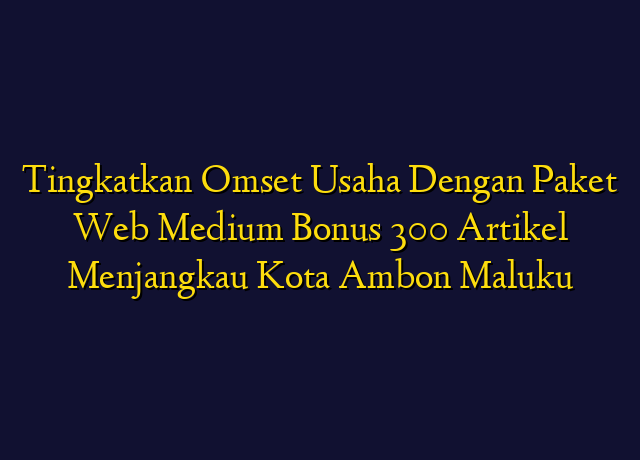 Tingkatkan Omset Usaha Dengan Paket
Web Medium Bonus 300 Artikel
Menjangkau Kota Ambon Maluku